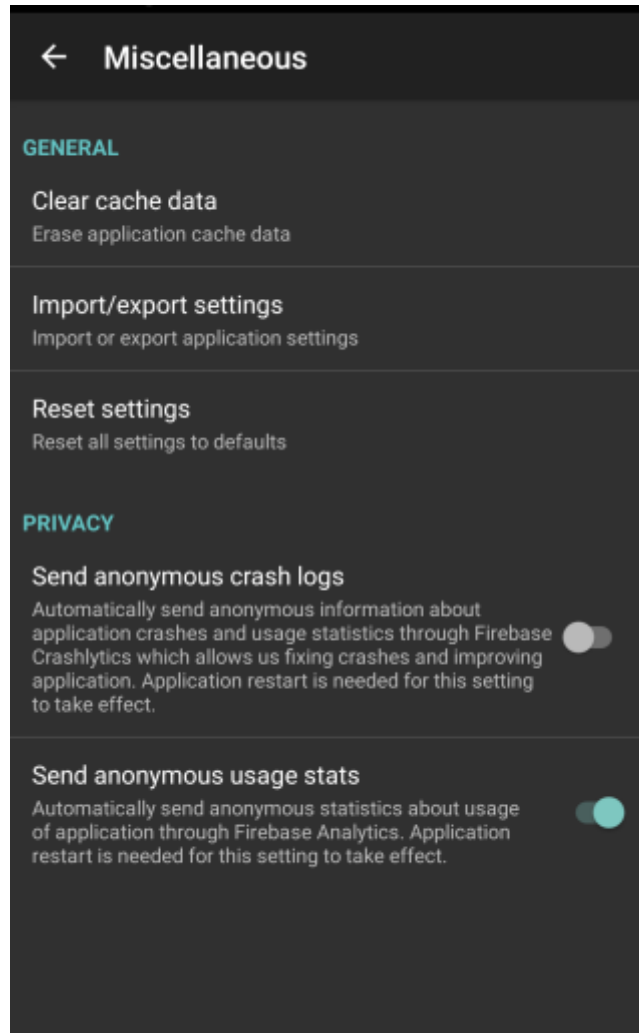 Miscellaneous
GENERAL
Clear cache data
Erase application cache data
Import/export settings
Import or export application settings
Reset settings
Reset all settings to defaults
PRIVACY
Send anonymous crash logs
Automatically send anonymous information about
application crashes and usage statistics through Firebase
Crashlytics which allows us fixing crashes and improving
application. Application restart is needed for this setting
to take effect.
Send anonymous usage stats
Automatically send anonymous statistics about usage
of application through Firebase Analytics. Application
restart is needed for this setting to take effect.